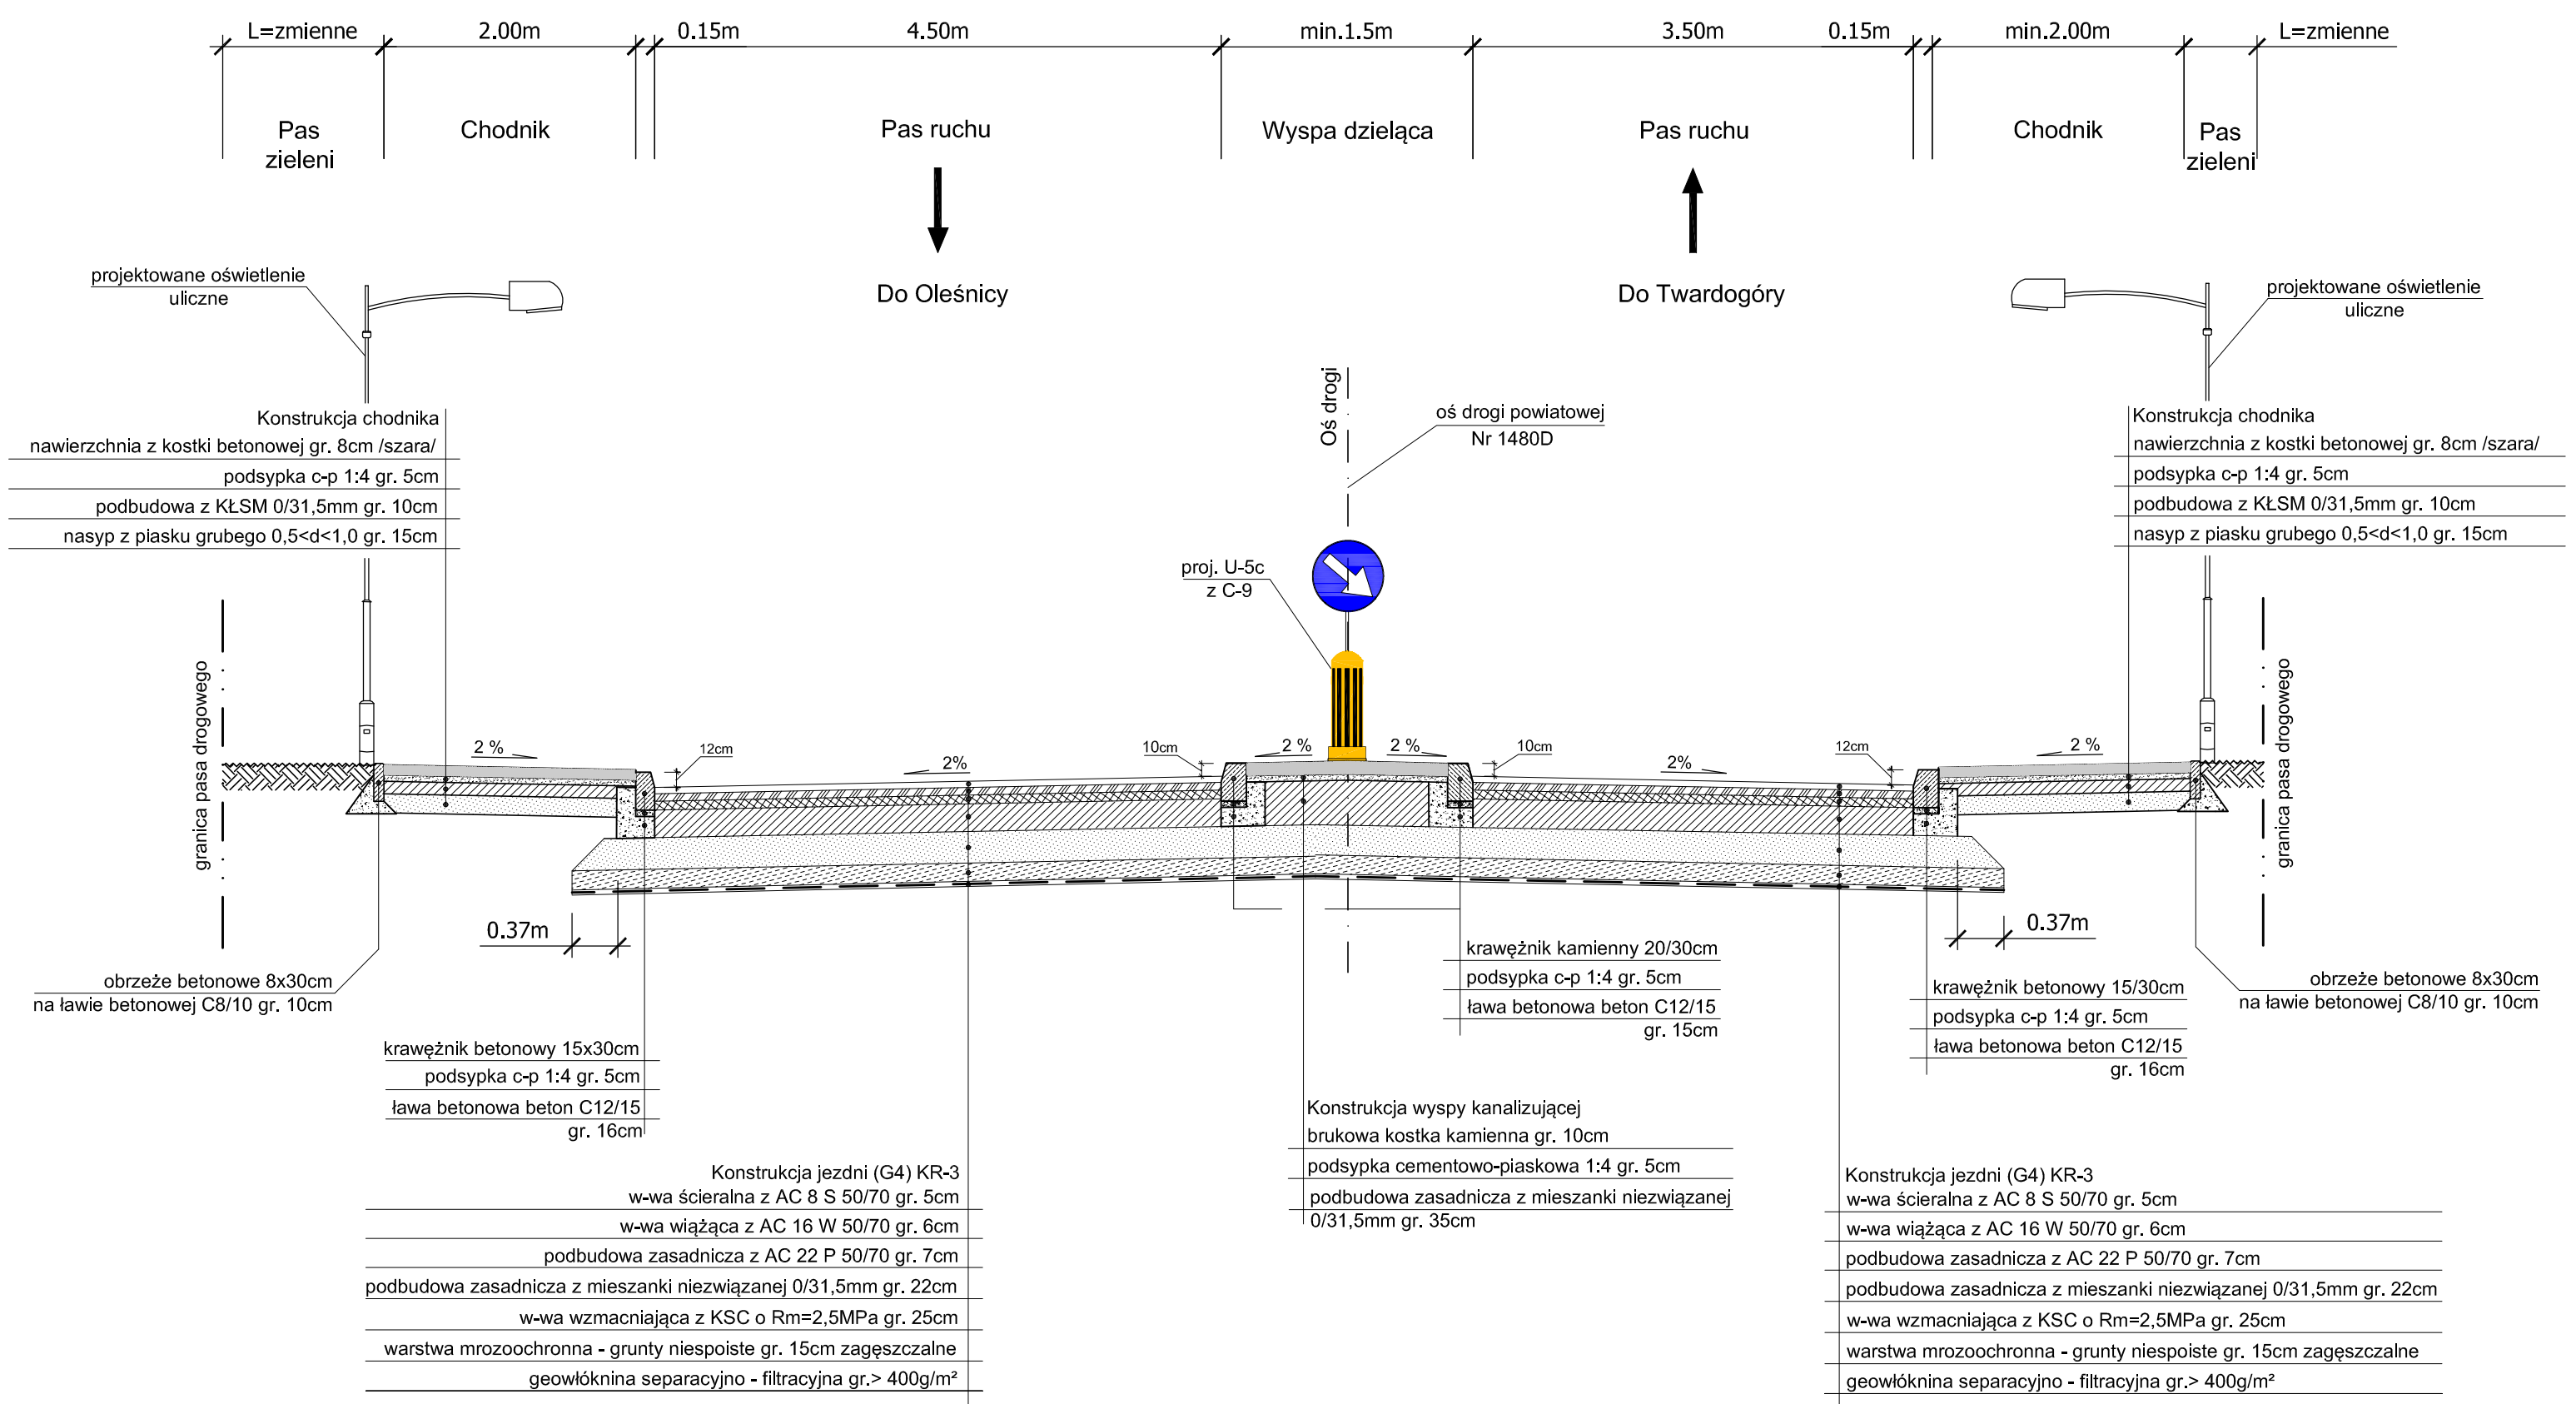 L=zmienne
2.00m
0.15m
4.50m
min.1.5m
3.50m
0.15m
min.2.00m
L=zmienne
Pas
zieleni
Chodnik
Pas ruchu
Wyspa dzieląca
Pas ruchu
Chodnik
Pas
zieleni
Do Oleśnicy
Do Twardogóry
projektowane oświetlenie
uliczne
projektowane oświetlenie
uliczne
Oś drogi
oś drogi powiatowej
Nr 1480D
Konstrukcja chodnika
nawierzchnia z kostki betonowej gr. 8cm /szara/
podsypka c-p 1:4 gr. 5cm
podbudowa z KŁSM 0/31,5mm gr. 10cm
nasyp z piasku grubego 0,5<d<1,0 gr. 15cm
Konstrukcja chodnika
nawierzchnia z kostki betonowej gr. 8cm /szara/
podsypka c-p 1:4 gr. 5cm
podbudowa z KŁSM 0/31,5mm gr. 10cm
nasyp z piasku grubego 0,5<d<1,0 gr. 15cm
proj. U-5c
z C-9
granica pasa drogowego
granica pasa drogowego
2 %
12cm
2%
10cm
2 %
2 %
10cm
2%
12cm
2 %
0.37m
0.37m
obrzeże betonowe 8x30cm
na ławie betonowej C8/10 gr. 10cm
krawężnik betonowy 15x30cm
podsypka c-p 1:4 gr. 5cm
ława betonowa beton C12/15
gr. 16cm
krawężnik kamienny 20/30cm
podsypka c-p 1:4 gr. 5cm
ława betonowa beton C12/15
gr. 15cm
krawężnik betonowy 15/30cm
podsypka c-p 1:4 gr. 5cm
ława betonowa beton C12/15
gr. 16cm
obrzeże betonowe 8x30cm
na ławie betonowej C8/10 gr. 10cm
Konstrukcja jezdni (G4) KR-3
w-wa ścieralna z AC 8 S 50/70 gr. 5cm
w-wa wiążąca z AC 16 W 50/70 gr. 6cm
podbudowa zasadnicza z AC 22 P 50/70 gr. 7cm
podbudowa zasadnicza z mieszanki niezwiązanej 0/31,5mm gr. 22cm
w-wa wzmacniająca z KSC o Rm=2,5MPa gr. 25cm
warstwa mrozoochronna - grunty niespoiste gr. 15cm zagęszczalne
geowłóknina separacyjno - filtracyjna gr.> 400g/m²
Konstrukcja wyspy kanalizującej
brukowa kostka kamienna gr. 10cm
podsypka cementowo-piaskowa 1:4 gr. 5cm
podbudowa zasadnicza z mieszanki niezwiązanej
0/31,5mm gr. 35cm
Konstrukcja jezdni (G4) KR-3
w-wa ścieralna z AC 8 S 50/70 gr. 5cm
w-wa wiążąca z AC 16 W 50/70 gr. 6cm
podbudowa zasadnicza z AC 22 P 50/70 gr. 7cm
podbudowa zasadnicza z mieszanki niezwiązanej 0/31,5mm gr. 22cm
w-wa wzmacniająca z KSC o Rm=2,5MPa gr. 25cm
warstwa mrozoochronna - grunty niespoiste gr. 15cm zagęszczalne
geowłóknina separacyjno - filtracyjna gr.> 400g/m²